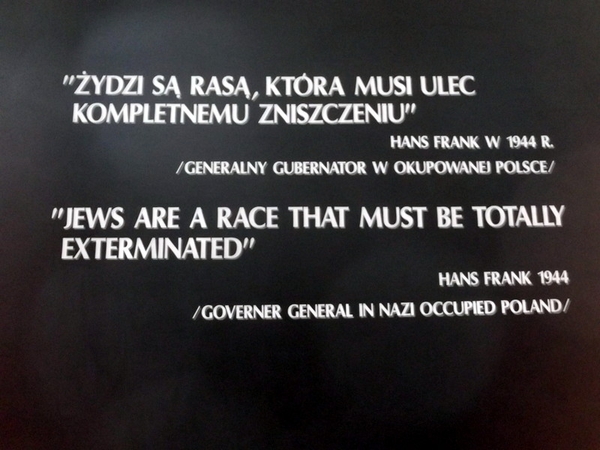 "ŻYDZI SĄ RASĄ, KTÓRA MUSI ULEC
KOMPLETNEMU ZNISZCZENIU"
HANS FRANK W 1944 R.
/GENERALNY GUBERNATOR W OKUPOWANEJ POLSCE/
"JEWS ARE A RACE THAT MUST BE TOTALLY
EXTERMINATED"
HANS FRANK 1944
/GOVERNER GENERAL IN NAZI OCCUPIED POLAND/